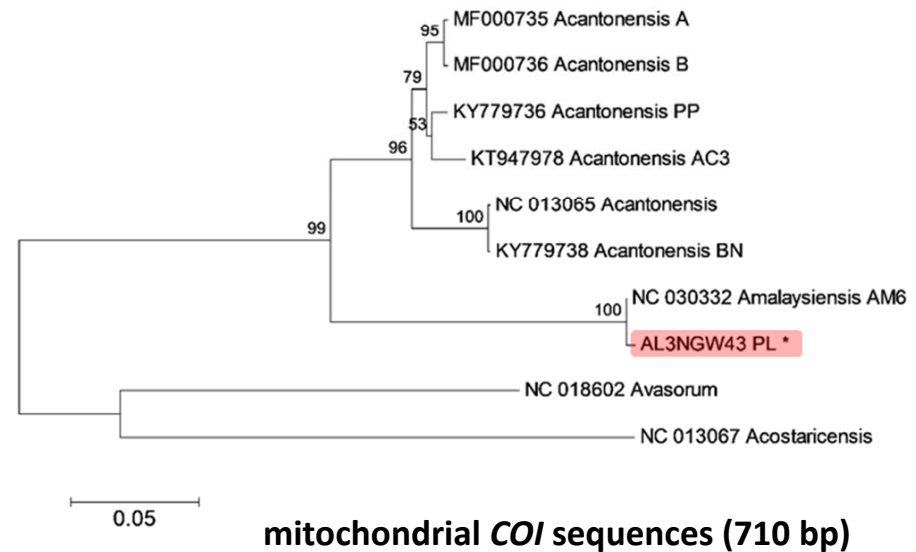 95
MF000735 Acantonensis A
MF000736 Acantonensis B
79
KY779736 Acantonensis PP
53
KT947978 Acantonensis AC3
96
NC 013065 Acantonensis
100
KY779738 Acantonensis BN
99
NC 030332 Amalaysiensis AM6
100
AL3NGW43 PL *
NC 018602 Avasorum
NC 013067 Acostaricensis
0.05
mitochondrial COI sequences (710 bp)